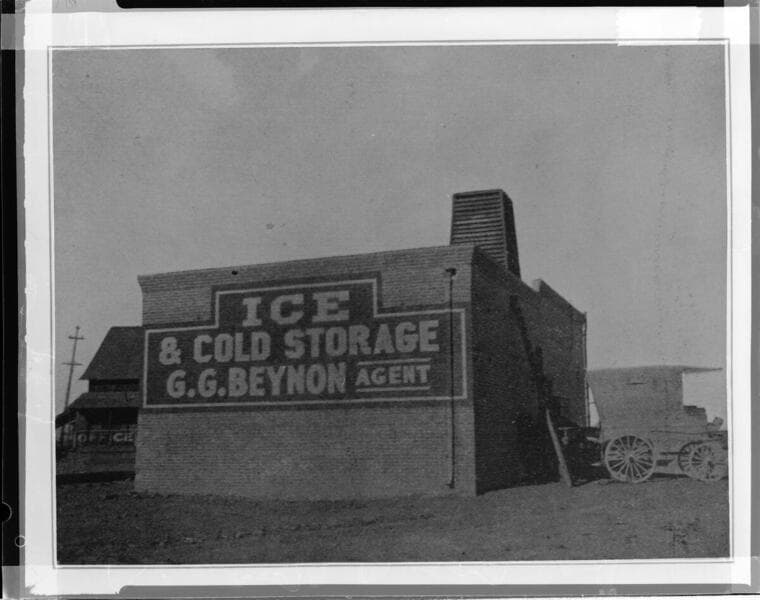 ICE
& COLD STORAGE
G.G.BEYNON AGENT
OFFICE